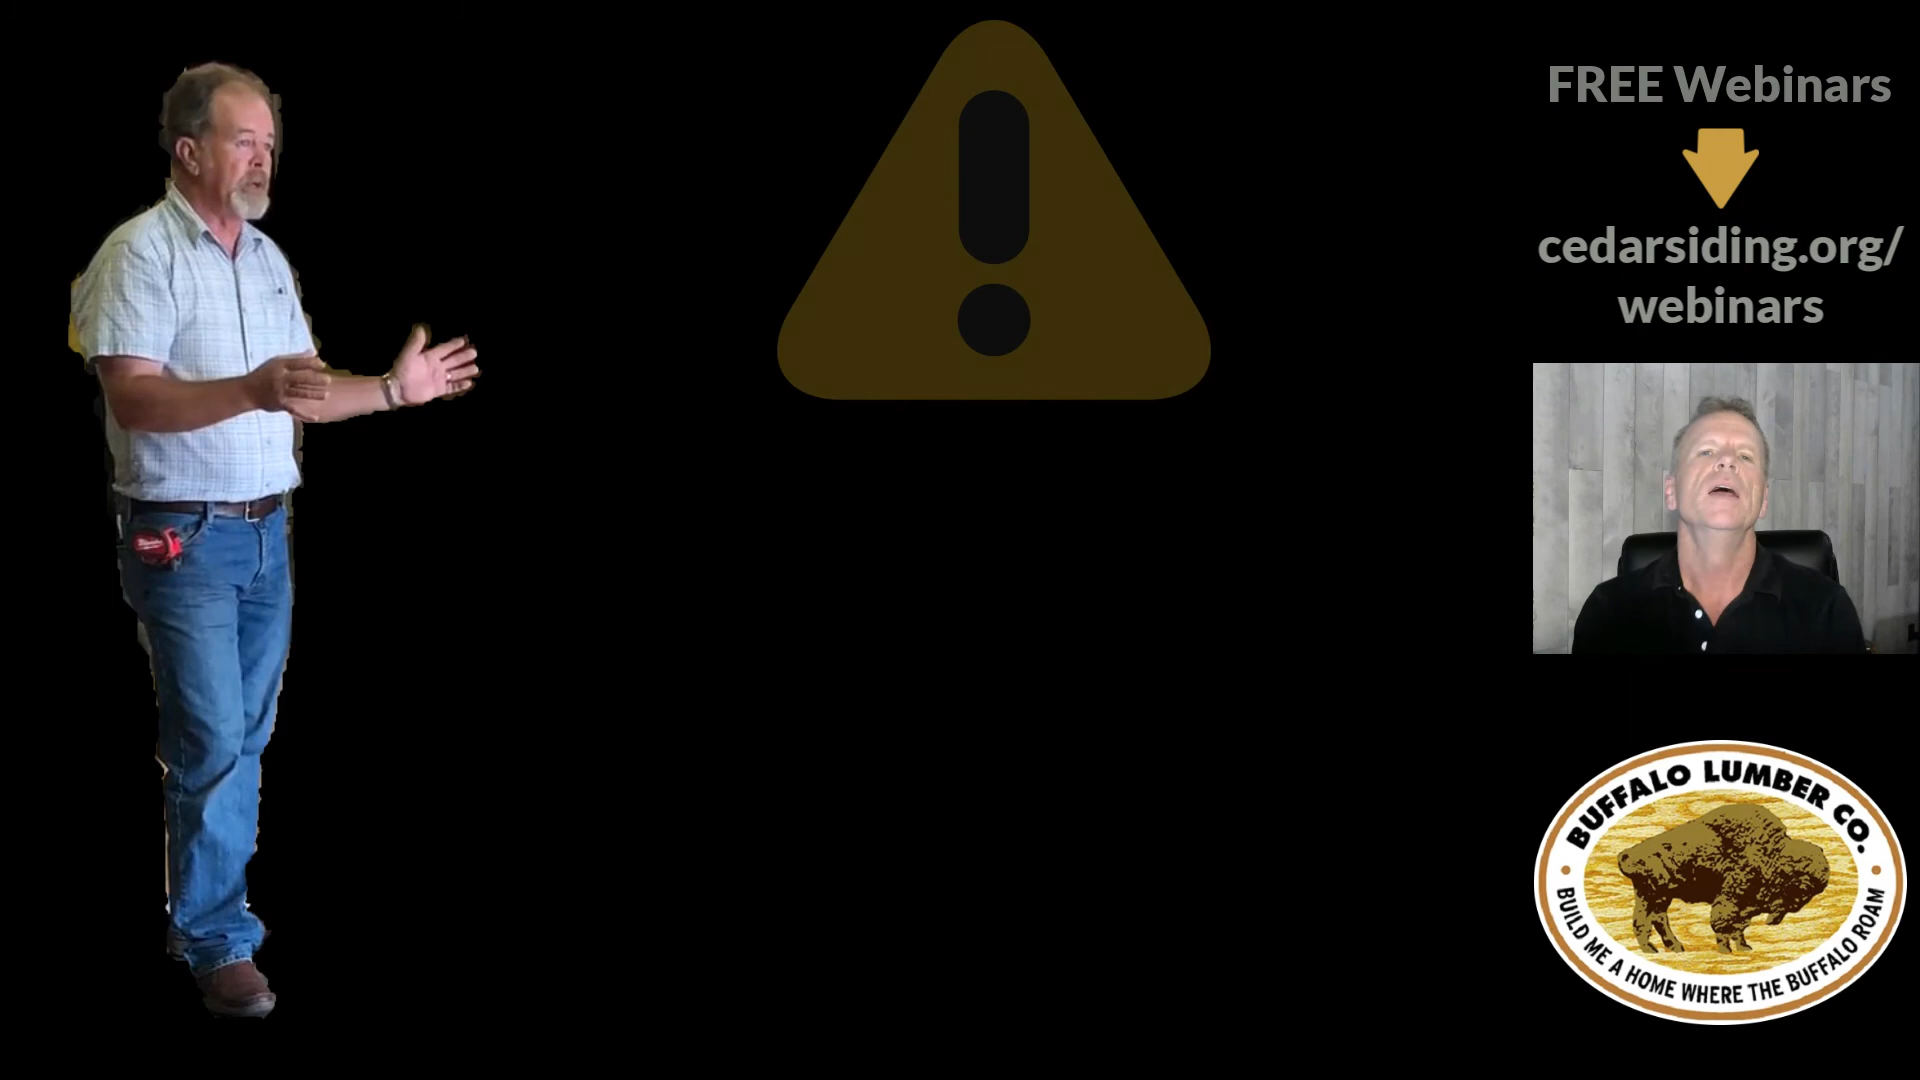 FREE Webinars
cedarsiding.org/
webinars
BUFFALO LUMBER CO.
BUILD ME A HOME WHERE THE BUFFALO ROAM